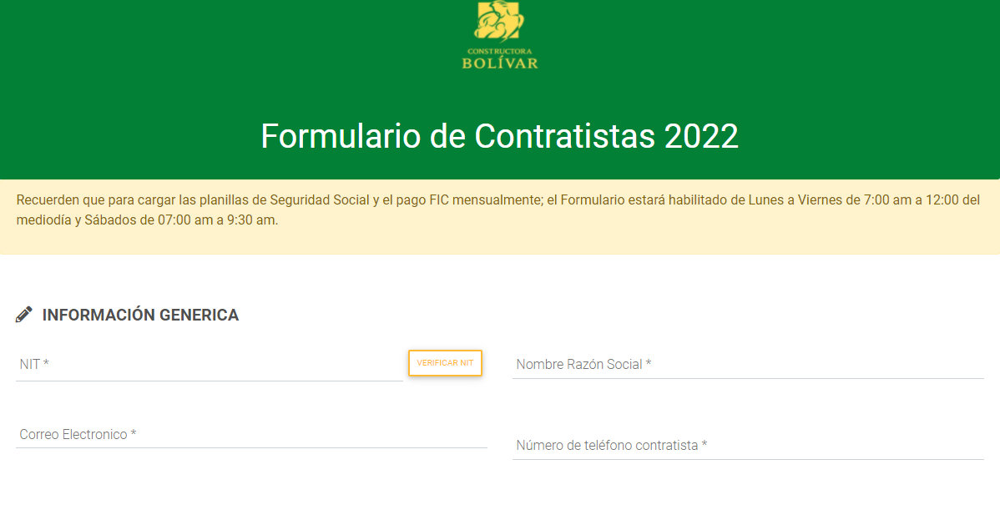 CONSTRUCTORA
BOLÍVAR
Formulario de Contratistas 2022
Recuerden que para cargar las planillas de Seguridad Social y el pago FIC mensualmente; el Formulario estará habilitado de Lunes a Viernes de 7:00 am a 12:00 del
mediodía y Sábados de 07:00 am a 9:30 am.
INFORMACIÓN GENERICA
NIT *
VERIFICAR NIT
Nombre Razón Social *
Correo Electronico *
Número de teléfono contratista *